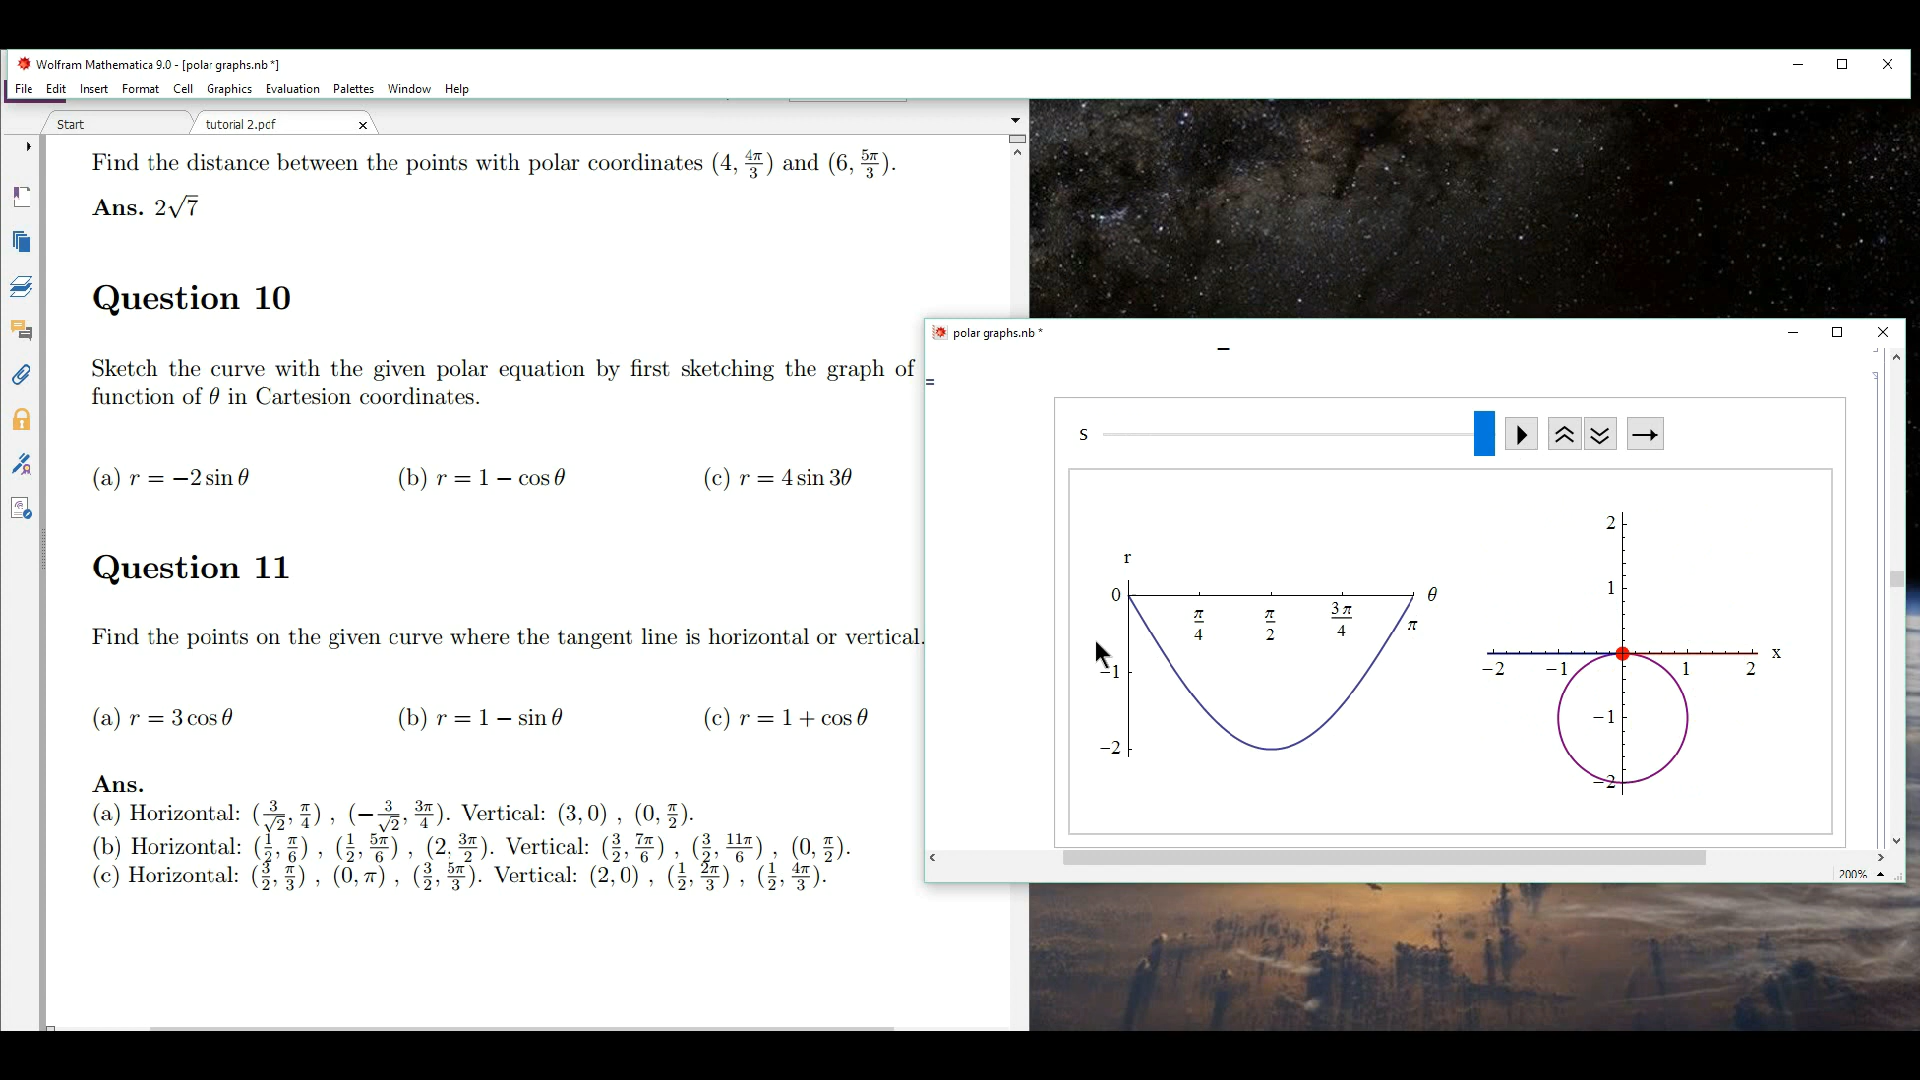 Wolfram Mathematica 9.0 - [polar graphs.nb *]
File Edit Insert Format Cell Graphics Evaluation Palettes Window Help
Start
tutorial 2.pdf
Find the distance between the points with polar coordinates (4, 4π/3) and (6, 5π/3).
Ans. 2√7
Question 10
Sketch the curve with the given polar equation by first sketching the graph of
function of θ in Cartesion coordinates.
(a) r = −2 sin θ (b) r = 1 − cos θ (c) r = 4 sin 3θ
Question 11
Find the points on the given curve where the tangent line is horizontal or vertical.
(a) r = 3 cos θ (b) r = 1 − sin θ (c) r = 1 + cos θ
Ans.
(a) Horizontal: (3/√2, π/4) , (−3/√2, 3π/4). Vertical: (3, 0) , (0, π/2).
(b) Horizontal: (1/2, π/6) , (1/2, 5π/6) , (2, 3π/2). Vertical: (3/2, 7π/6) , (3/2, 11π/6) , (0, π/2).
(c) Horizontal: (3/2, π/3) , (0, π) , (3/2, 5π/3). Vertical: (2, 0) , (1/2, 2π/3) , (1/2, 4π/3).
polar graphs.nb *
=
s
r
0 θ
π/4 π/2 3π/4 π
−1
−2
2
1
x
−2 −1 1 2
−1
−2
200%